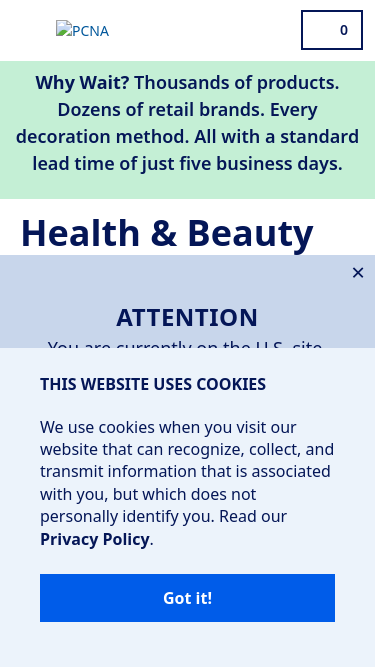 PCNA
0
Why Wait? Thousands of products.
Dozens of retail brands. Every
decoration method. All with a standard
lead time of just five business days.
Health & Beauty
✕
ATTENTION
You are currently on the U.S. site.
THIS WEBSITE USES COOKIES
We use cookies when you visit our
website that can recognize, collect, and
transmit information that is associated
with you, but which does not
personally identify you. Read our
Privacy Policy.
Got it!